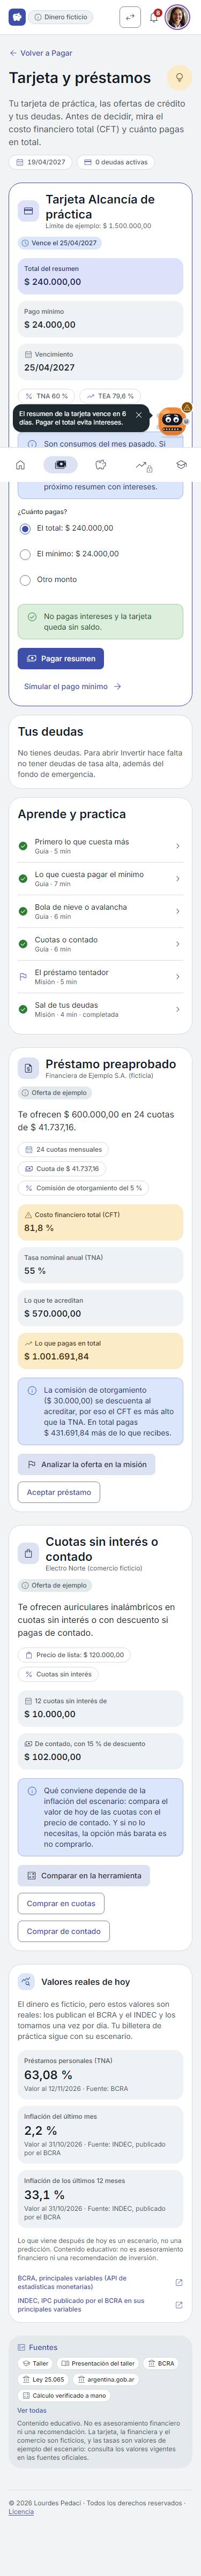 Dinero ficticio
8
Volver a Pagar
Tarjeta y préstamos
Tu tarjeta de práctica, las ofertas de crédito
y tus deudas. Antes de decidir, mira el
costo financiero total (CFT) y cuánto pagas
en total.
19/04/2027
0 deudas activas
Tarjeta Alcancía de
práctica
Límite de ejemplo: $ 1.500.000,00
Vence el 25/04/2027
Total del resumen
$ 240.000,00
Pago mínimo
$ 24.000,00
Vencimiento
25/04/2027
TNA 60 %
TEA 79,6 %
El resumen de la tarjeta vence en 6
días. Pagar el total evita intereses.
Son consumos del mes pasado. Si
próximo resumen con intereses.
¿Cuánto pagas?
El total: $ 240.000,00
El mínimo: $ 24.000,00
Otro monto
No pagas intereses y la tarjeta
queda sin saldo.
Pagar resumen
Simular el pago mínimo
Tus deudas
No tienes deudas. Para abrir Invertir hace falta
no tener deudas de tasa alta, además del
fondo de emergencia.
Aprende y practica
Primero lo que cuesta más
Guía · 5 min
Lo que cuesta pagar el mínimo
Guía · 7 min
Bola de nieve o avalancha
Guía · 6 min
Cuotas o contado
Guía · 6 min
El préstamo tentador
Misión · 5 min
Sal de tus deudas
Misión · 4 min · completada
Préstamo preaprobado
Financiera de Ejemplo S.A. (ficticia)
Oferta de ejemplo
Te ofrecen $ 600.000,00 en 24 cuotas
de $ 41.737,16.
24 cuotas mensuales
Cuota de $ 41.737,16
Comisión de otorgamiento del 5 %
Costo financiero total (CFT)
81,8 %
Tasa nominal anual (TNA)
55 %
Lo que te acreditan
$ 570.000,00
Lo que pagas en total
$ 1.001.691,84
La comisión de otorgamiento
($ 30.000,00) se descuenta al
acreditar, por eso el CFT es más alto
que la TNA. En total pagas
$ 431.691,84 más de lo que recibes.
Analizar la oferta en la misión
Aceptar préstamo
Cuotas sin interés o
contado
Electro Norte (comercio ficticio)
Oferta de ejemplo
Te ofrecen auriculares inalámbricos en
cuotas sin interés o con descuento si
pagas de contado.
Precio de lista: $ 120.000,00
Cuotas sin interés
12 cuotas sin interés de
$ 10.000,00
De contado, con 15 % de descuento
$ 102.000,00
Qué conviene depende de la
inflación del escenario: compara el
valor de hoy de las cuotas con el
precio de contado. Y si no lo
necesitas, la opción más barata es
no comprarlo.
Comparar en la herramienta
Comprar en cuotas
Comprar de contado
Valores reales de hoy
El dinero es ficticio, pero estos valores son
reales: los publican el BCRA y el INDEC y los
tomamos una vez por día. Tu billetera de
práctica sigue con su escenario.
Préstamos personales (TNA)
63,08 %
Valor al 12/11/2026 · Fuente: BCRA
Inflación del último mes
2,2 %
Valor al 31/10/2026 · Fuente: INDEC, publicado
por el BCRA
Inflación de los últimos 12 meses
33,1 %
Valor al 31/10/2026 · Fuente: INDEC, publicado
por el BCRA
Lo que viene después de hoy es un escenario, no una
predicción. Contenido educativo: no es asesoramiento
financiero ni una recomendación de inversión.
BCRA, principales variables (API de
estadísticas monetarias)
INDEC, IPC publicado por el BCRA en sus
principales variables
Fuentes
Taller
Presentación del taller
BCRA
Ley 25.065
argentina.gob.ar
Cálculo verificado a mano
Ver todas
Contenido educativo. No es asesoramiento financiero
ni una recomendación. La tarjeta, la financiera y el
comercio son ficticios, y las tasas son valores de
ejemplo del escenario: consulta los valores vigentes
en las fuentes oficiales.
© 2026 Lourdes Pedaci · Todos los derechos reservados ·
Licencia